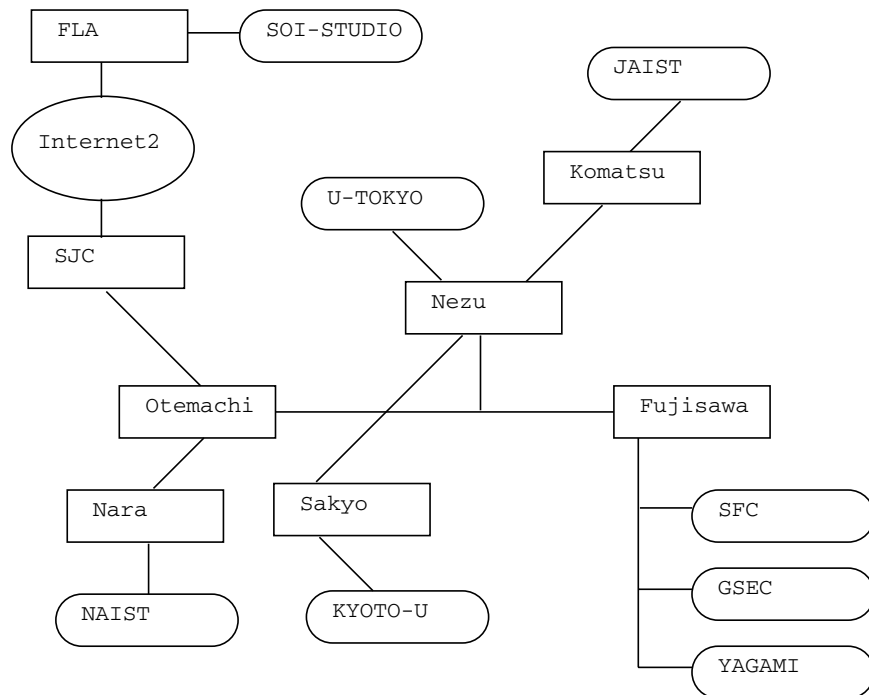 FLA
SOI-STUDIO
JAIST
Internet2
Komatsu
U-TOKYO
SJC
Nezu
Otemachi
Fujisawa
Nara
Sakyo
SFC
GSEC
NAIST
KYOTO-U
YAGAMI